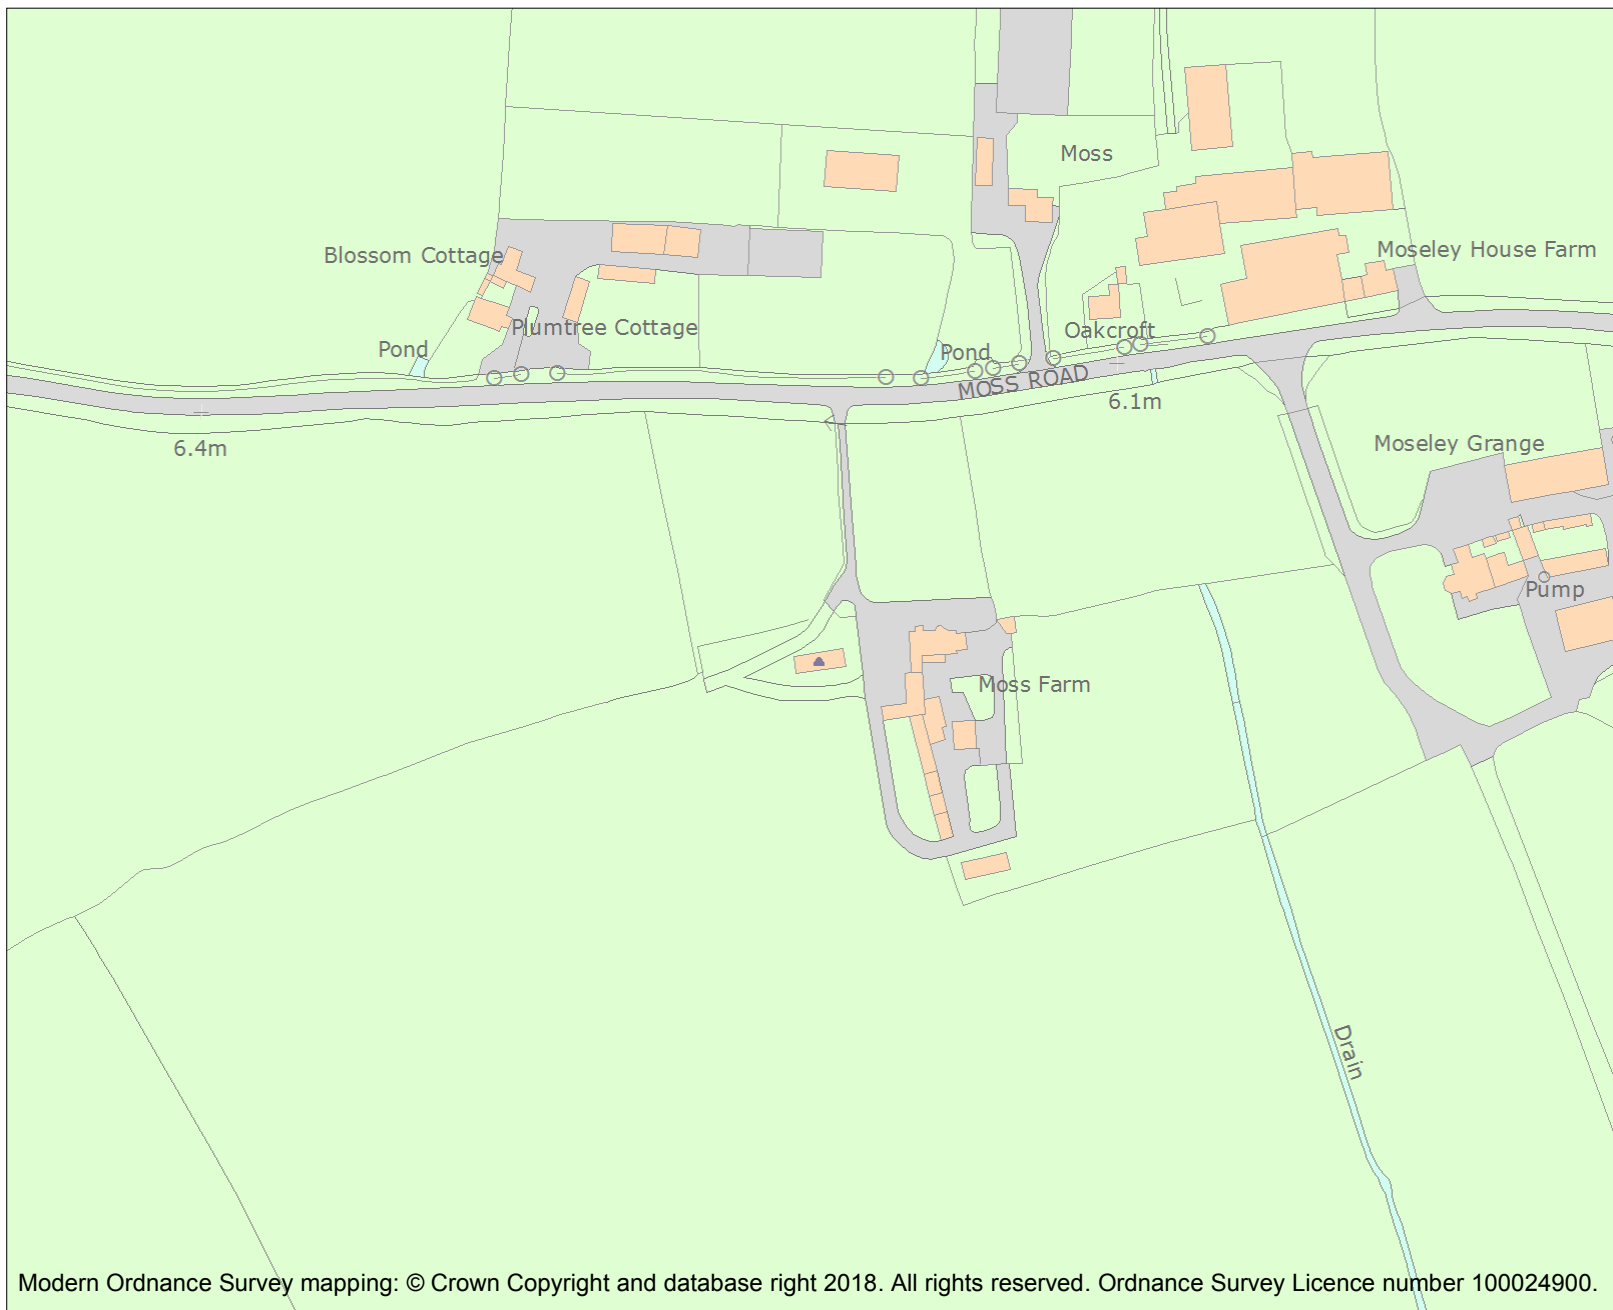 Moss
Blossom Cottage
Moseley House Farm
Plumtree Cottage
Oakcroft
Pond
Pond
MOSS ROAD
6.1m
6.4m
Moseley Grange
Pump
Moss Farm
Drain
Modern Ordnance Survey mapping: © Crown Copyright and database right 2018. All rights reserved. Ordnance Survey Licence number 100024900.